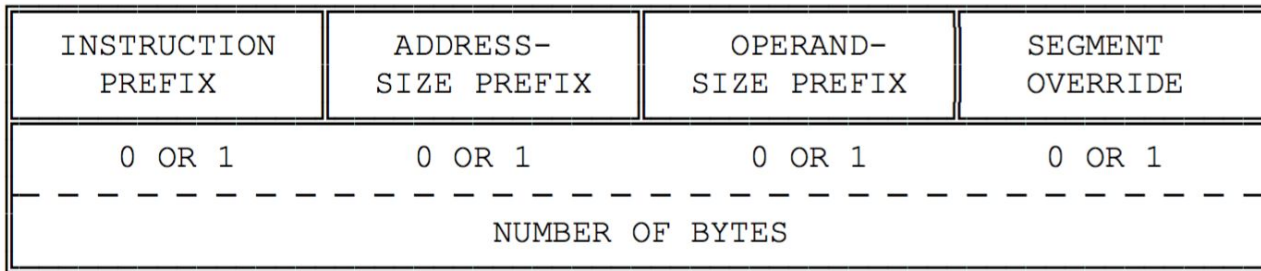 INSTRUCTION ADDRESS- OPERAND- SEGMENT
PREFIX SIZE PREFIX SIZE PREFIX OVERRIDE
0 OR 1 0 OR 1 0 OR 1 0 OR 1
NUMBER OF BYTES